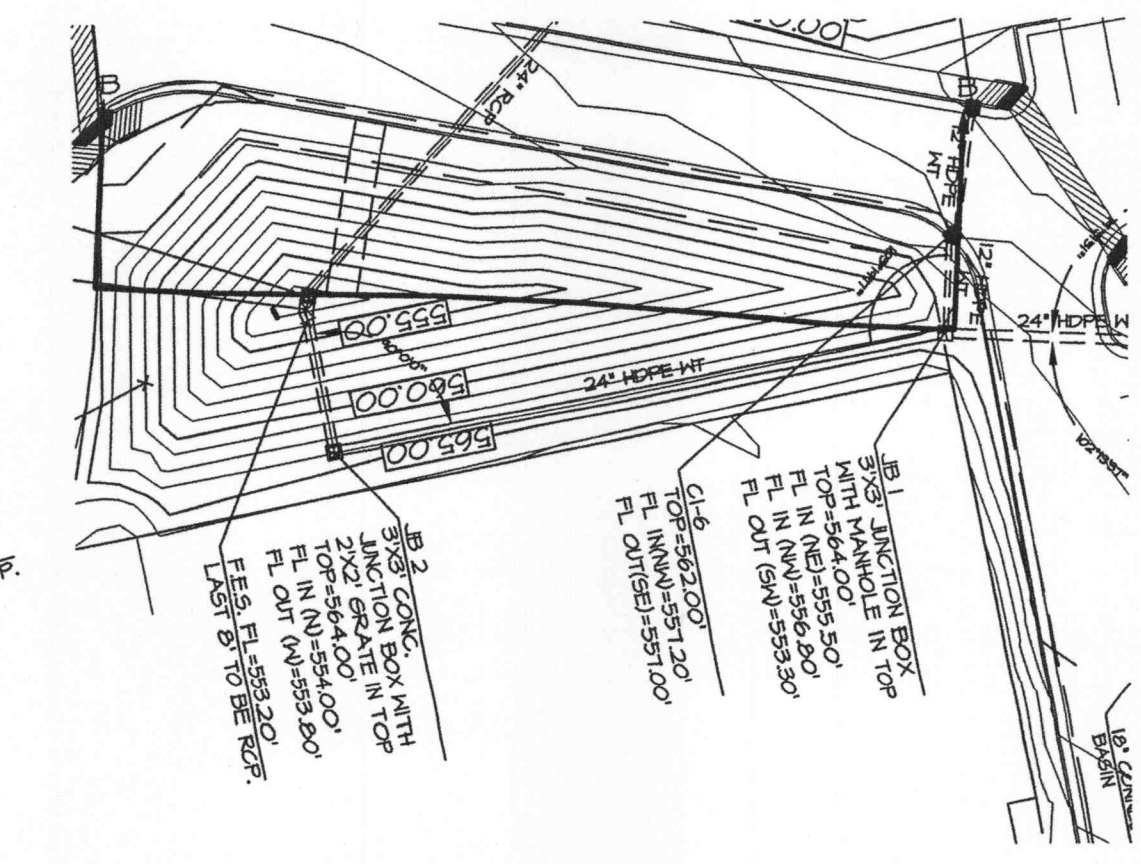 24" RCP
12" HDPE
WT
12" HDPE
WT
24" HDPE W
24" HDPE WT
555.00
560.00
565.00
JB 1
3'X3' JUNCTION BOX
WITH MANHOLE IN TOP
TOP=564.00'
FL IN (NE)=555.50'
FL IN (NW)=556.80'
FL OUT (SW)=553.30'
CI-6
TOP=562.00'
FL IN(NW)=557.20'
FL OUT(SE)=557.00'
JB 2
3'X3' CONC.
JUNCTION BOX WITH
2'X2' GRATE IN TOP
TOP=564.00'
FL IN (N)=554.00'
FL OUT (W)=553.80'
F.E.S. FL =553.20'
LAST 8' TO BE RCP.
18"
BASIN